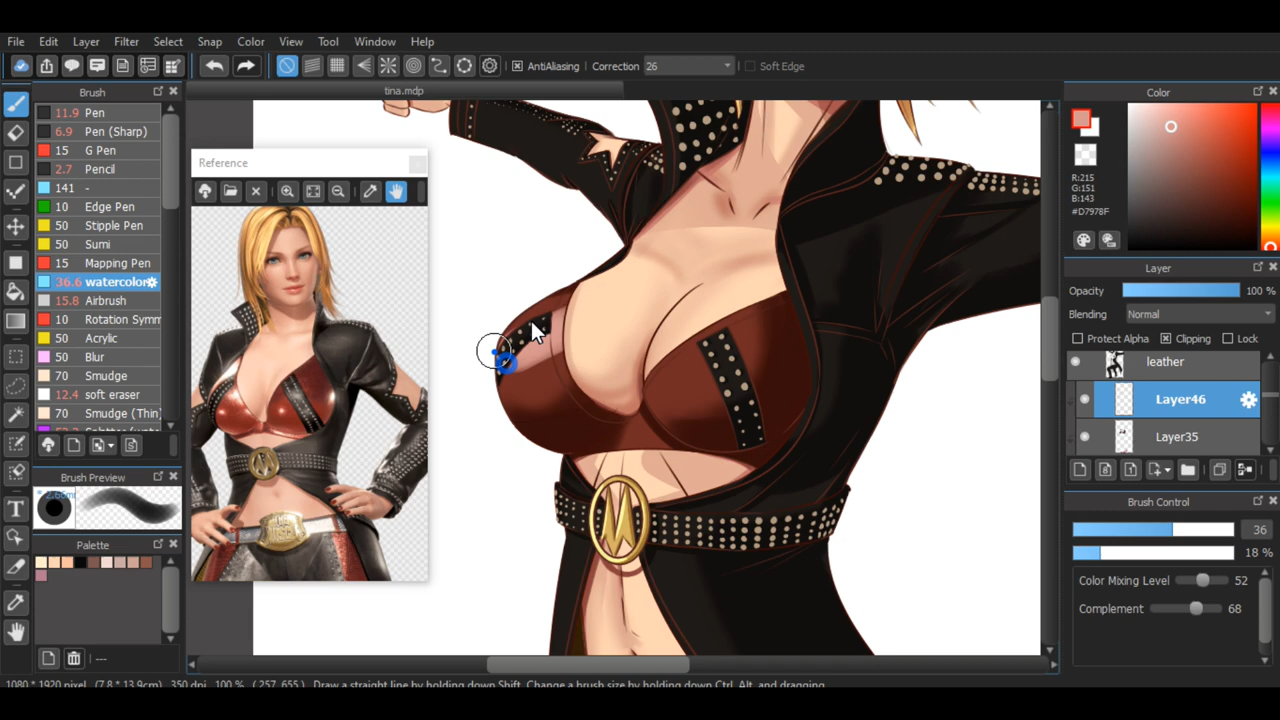 File Edit Layer Filter Select Snap Color View Tool Window Help
AntiAliasing Correction 26 Soft Edge
Brush
tina.mdp
Color
11.9 Pen
6.9 Pen (Sharp)
15 G Pen
2.7 Pencil
141 -
10 Edge Pen
50 Stipple Pen
50 Sumi
15 Mapping Pen
36.6 watercolor
15.8 Airbrush
10 Rotation Symm
50 Acrylic
50 Blur
70 Smudge
12.4 soft eraser
70 Smudge (Thin)
Reference
R:215
G:151
B:143
#D7978F
Layer
Opacity 100 %
Blending Normal
Protect Alpha Clipping Lock
leather
Layer46
Layer35
Brush Preview
Palette
---
Brush Control
36
18 %
Color Mixing Level 52
Complement 68
1080 * 1920 pixel (7.8 * 13.9cm) 350 dpi 100 % ( 257, 655 ) Draw a straight line by holding down Shift, Change a brush size by holding down Ctrl, Alt, and dragging